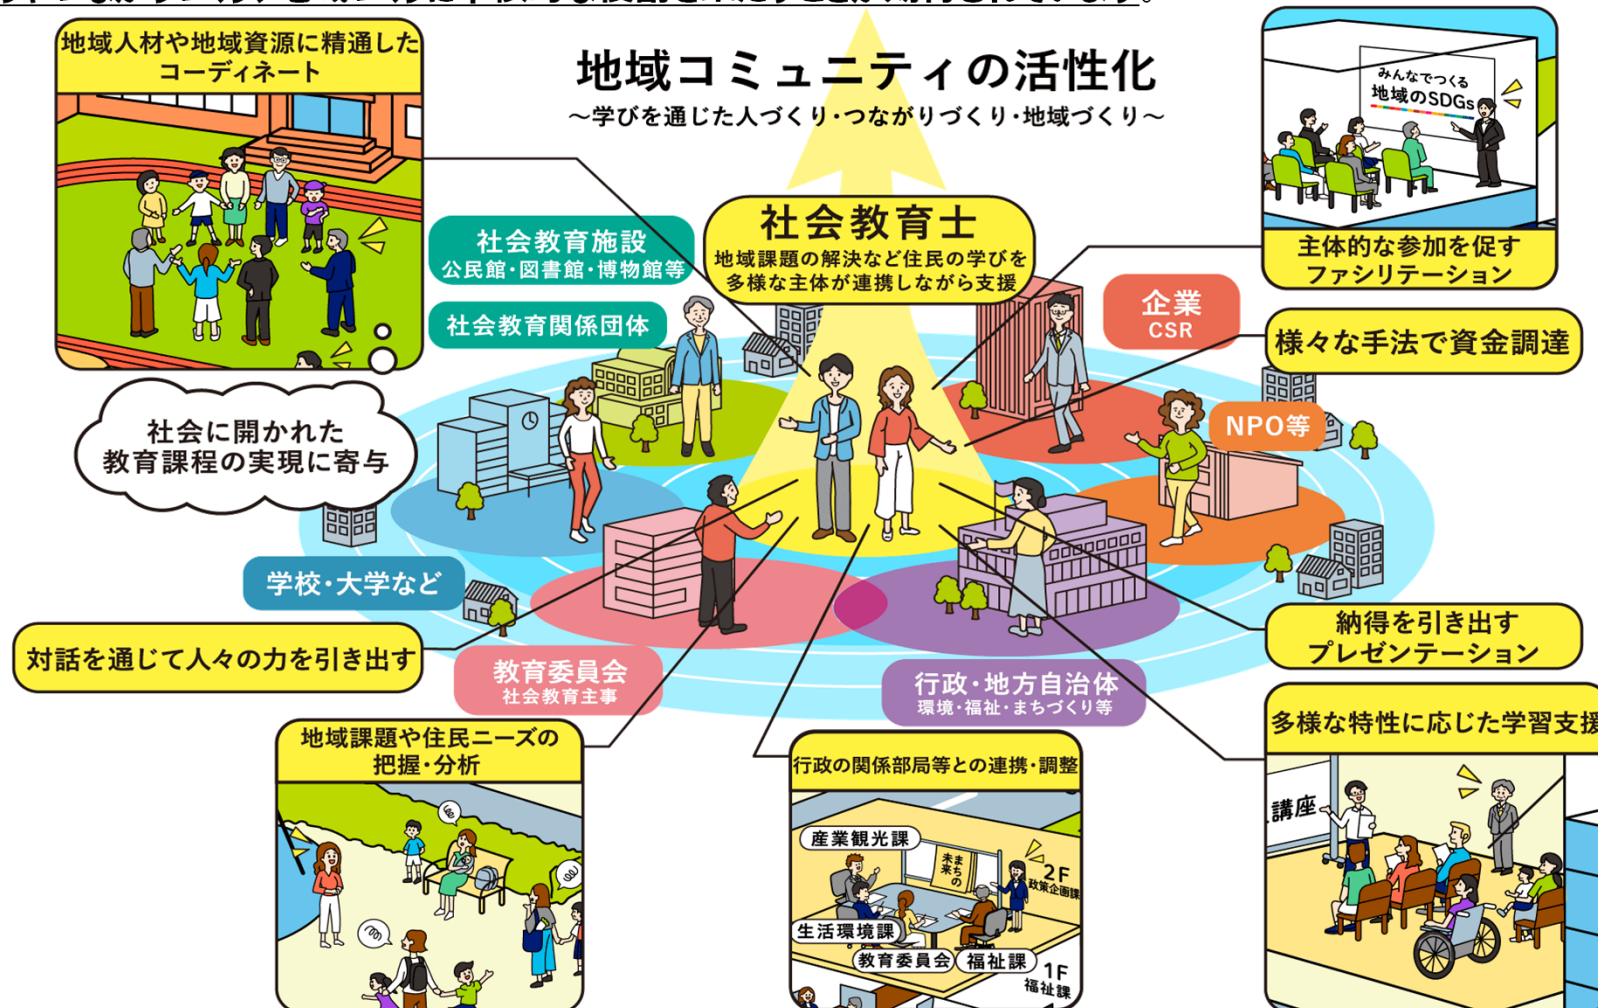 地域コミュニティの活性化
～学びを通じた人づくり・つながりづくり・地域づくり～
地域人材や地域資源に精通した
コーディネート
みんなでつくる
地域のSDGs
主体的な参加を促す
ファシリテーション
社会教育士
地域課題の解決など住民の学びを
多様な主体が連携しながら支援
社会教育施設
公民館・図書館・博物館等
社会教育関係団体
企業
CSR
様々な手法で資金調達
NPO等
社会に開かれた
教育課程の実現に寄与
学校・大学など
対話を通じて人々の力を引き出す
教育委員会
社会教育主事
行政・地方自治体
環境・福祉・まちづくり等
納得を引き出す
プレゼンテーション
地域課題や住民ニーズの
把握・分析
行政の関係部局等との連携・調整
産業観光課
まちの
未来
2F
政策企画課
生活環境課
教育委員会
福祉課
1F
福祉課
多様な特性に応じた学習支援
講座